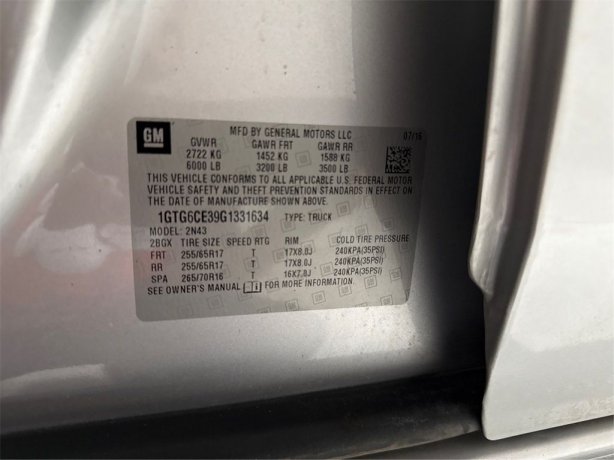 GM
MFD BY GENERAL MOTORS LLC 07/16
GVWR GAWR FRT GAWR RR
2722 KG 1452 KG 1588 KG
6000 LB 3200 LB 3500 LB
THIS VEHICLE CONFORMS TO ALL APPLICABLE U.S. FEDERAL MOTOR
VEHICLE SAFETY AND THEFT PREVENTION STANDARDS IN EFFECT ON
THE DATE OF MANUFACTURE SHOWN ABOVE.
1GTG6CE39G1331634 TYPE: TRUCK
MODEL: 2N43
2BGX TIRE SIZE SPEED RTG RIM COLD TIRE PRESSURE
FRT 255/65R17 T 17X8.0J 240KPA(35PSI)
RR 255/65R17 T 17X8.0J 240KPA(35PSI)
SPA 265/70R16 T 16X7.0J 240KPA(35PSI)
SEE OWNER'S MANUAL FOR MORE INFORMATION.